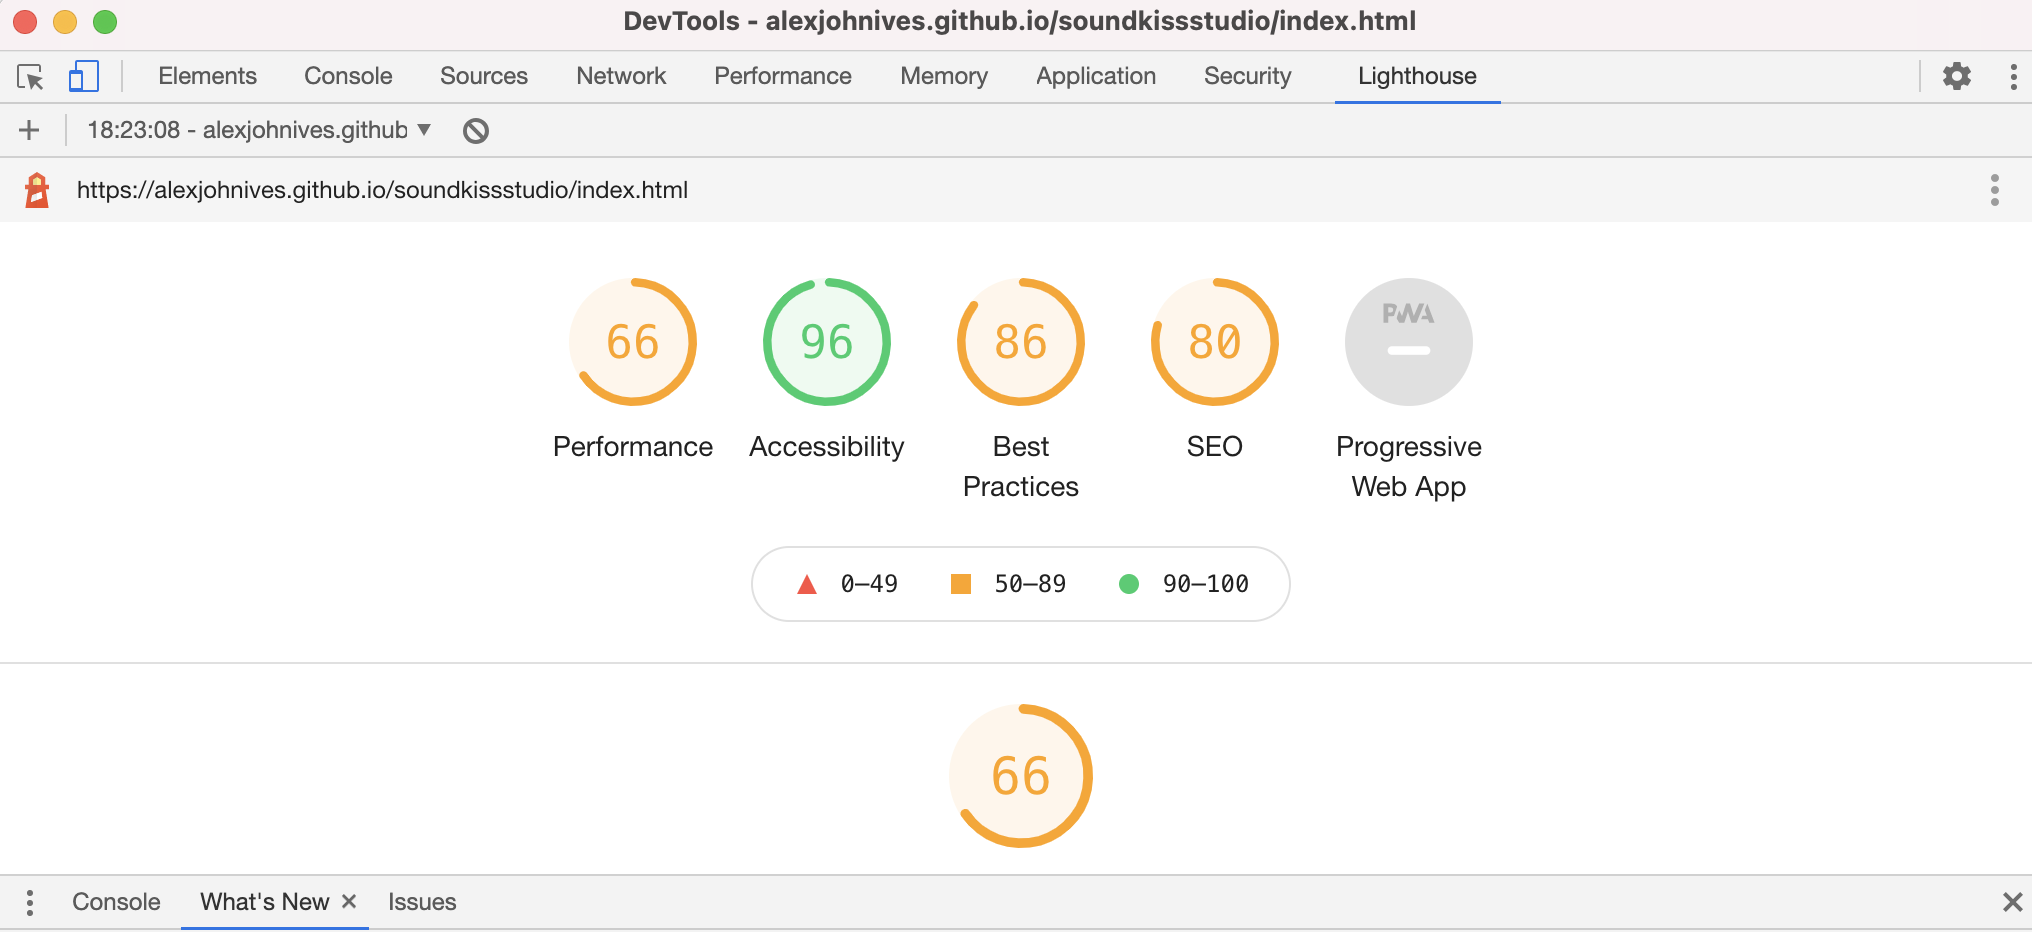 DevTools - alexjohnives.github.io/soundkissstudio/index.html
Elements Console Sources Network Performance Memory Application Security Lighthouse
18:23:08 - alexjohnives.github
https://alexjohnives.github.io/soundkissstudio/index.html
66 96 86 80 PWA
Performance Accessibility Best Practices SEO Progressive Web App
0–49 50–89 90–100
66
Console What's New Issues